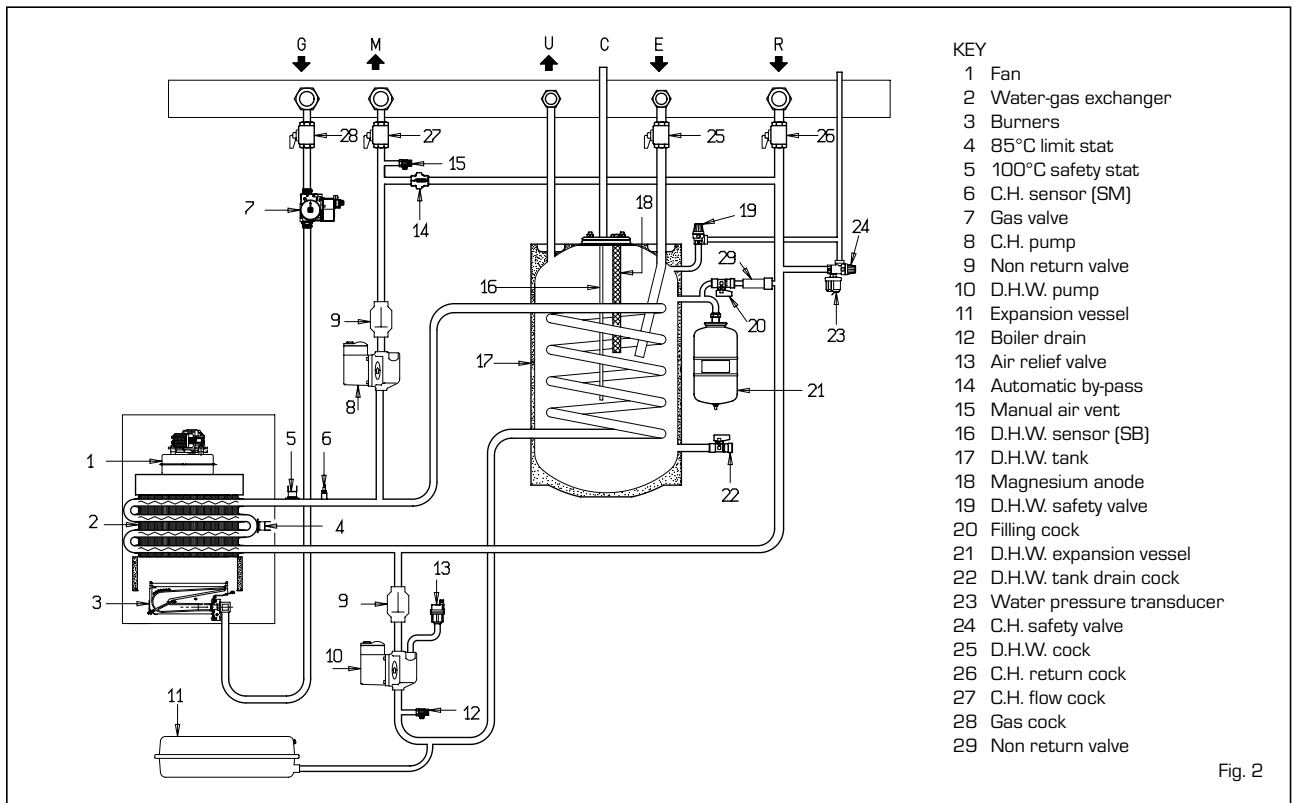 G M U C E R
28 27 25 26
15
7
14
18
19
24
16
29
9
20
23
17
21
8
5 6
1
22
2
4
13
3
9
10
12
11
KEY
1 Fan
2 Water-gas exchanger
3 Burners
4 85°C limit stat
5 100°C safety stat
6 C.H. sensor (SM)
7 Gas valve
8 C.H. pump
9 Non return valve
10 D.H.W. pump
11 Expansion vessel
12 Boiler drain
13 Air relief valve
14 Automatic by-pass
15 Manual air vent
16 D.H.W. sensor (SB)
17 D.H.W. tank
18 Magnesium anode
19 D.H.W. safety valve
20 Filling cock
21 D.H.W. expansion vessel
22 D.H.W. tank drain cock
23 Water pressure transducer
24 C.H. safety valve
25 D.H.W. cock
26 C.H. return cock
27 C.H. flow cock
28 Gas cock
29 Non return valve
Fig. 2